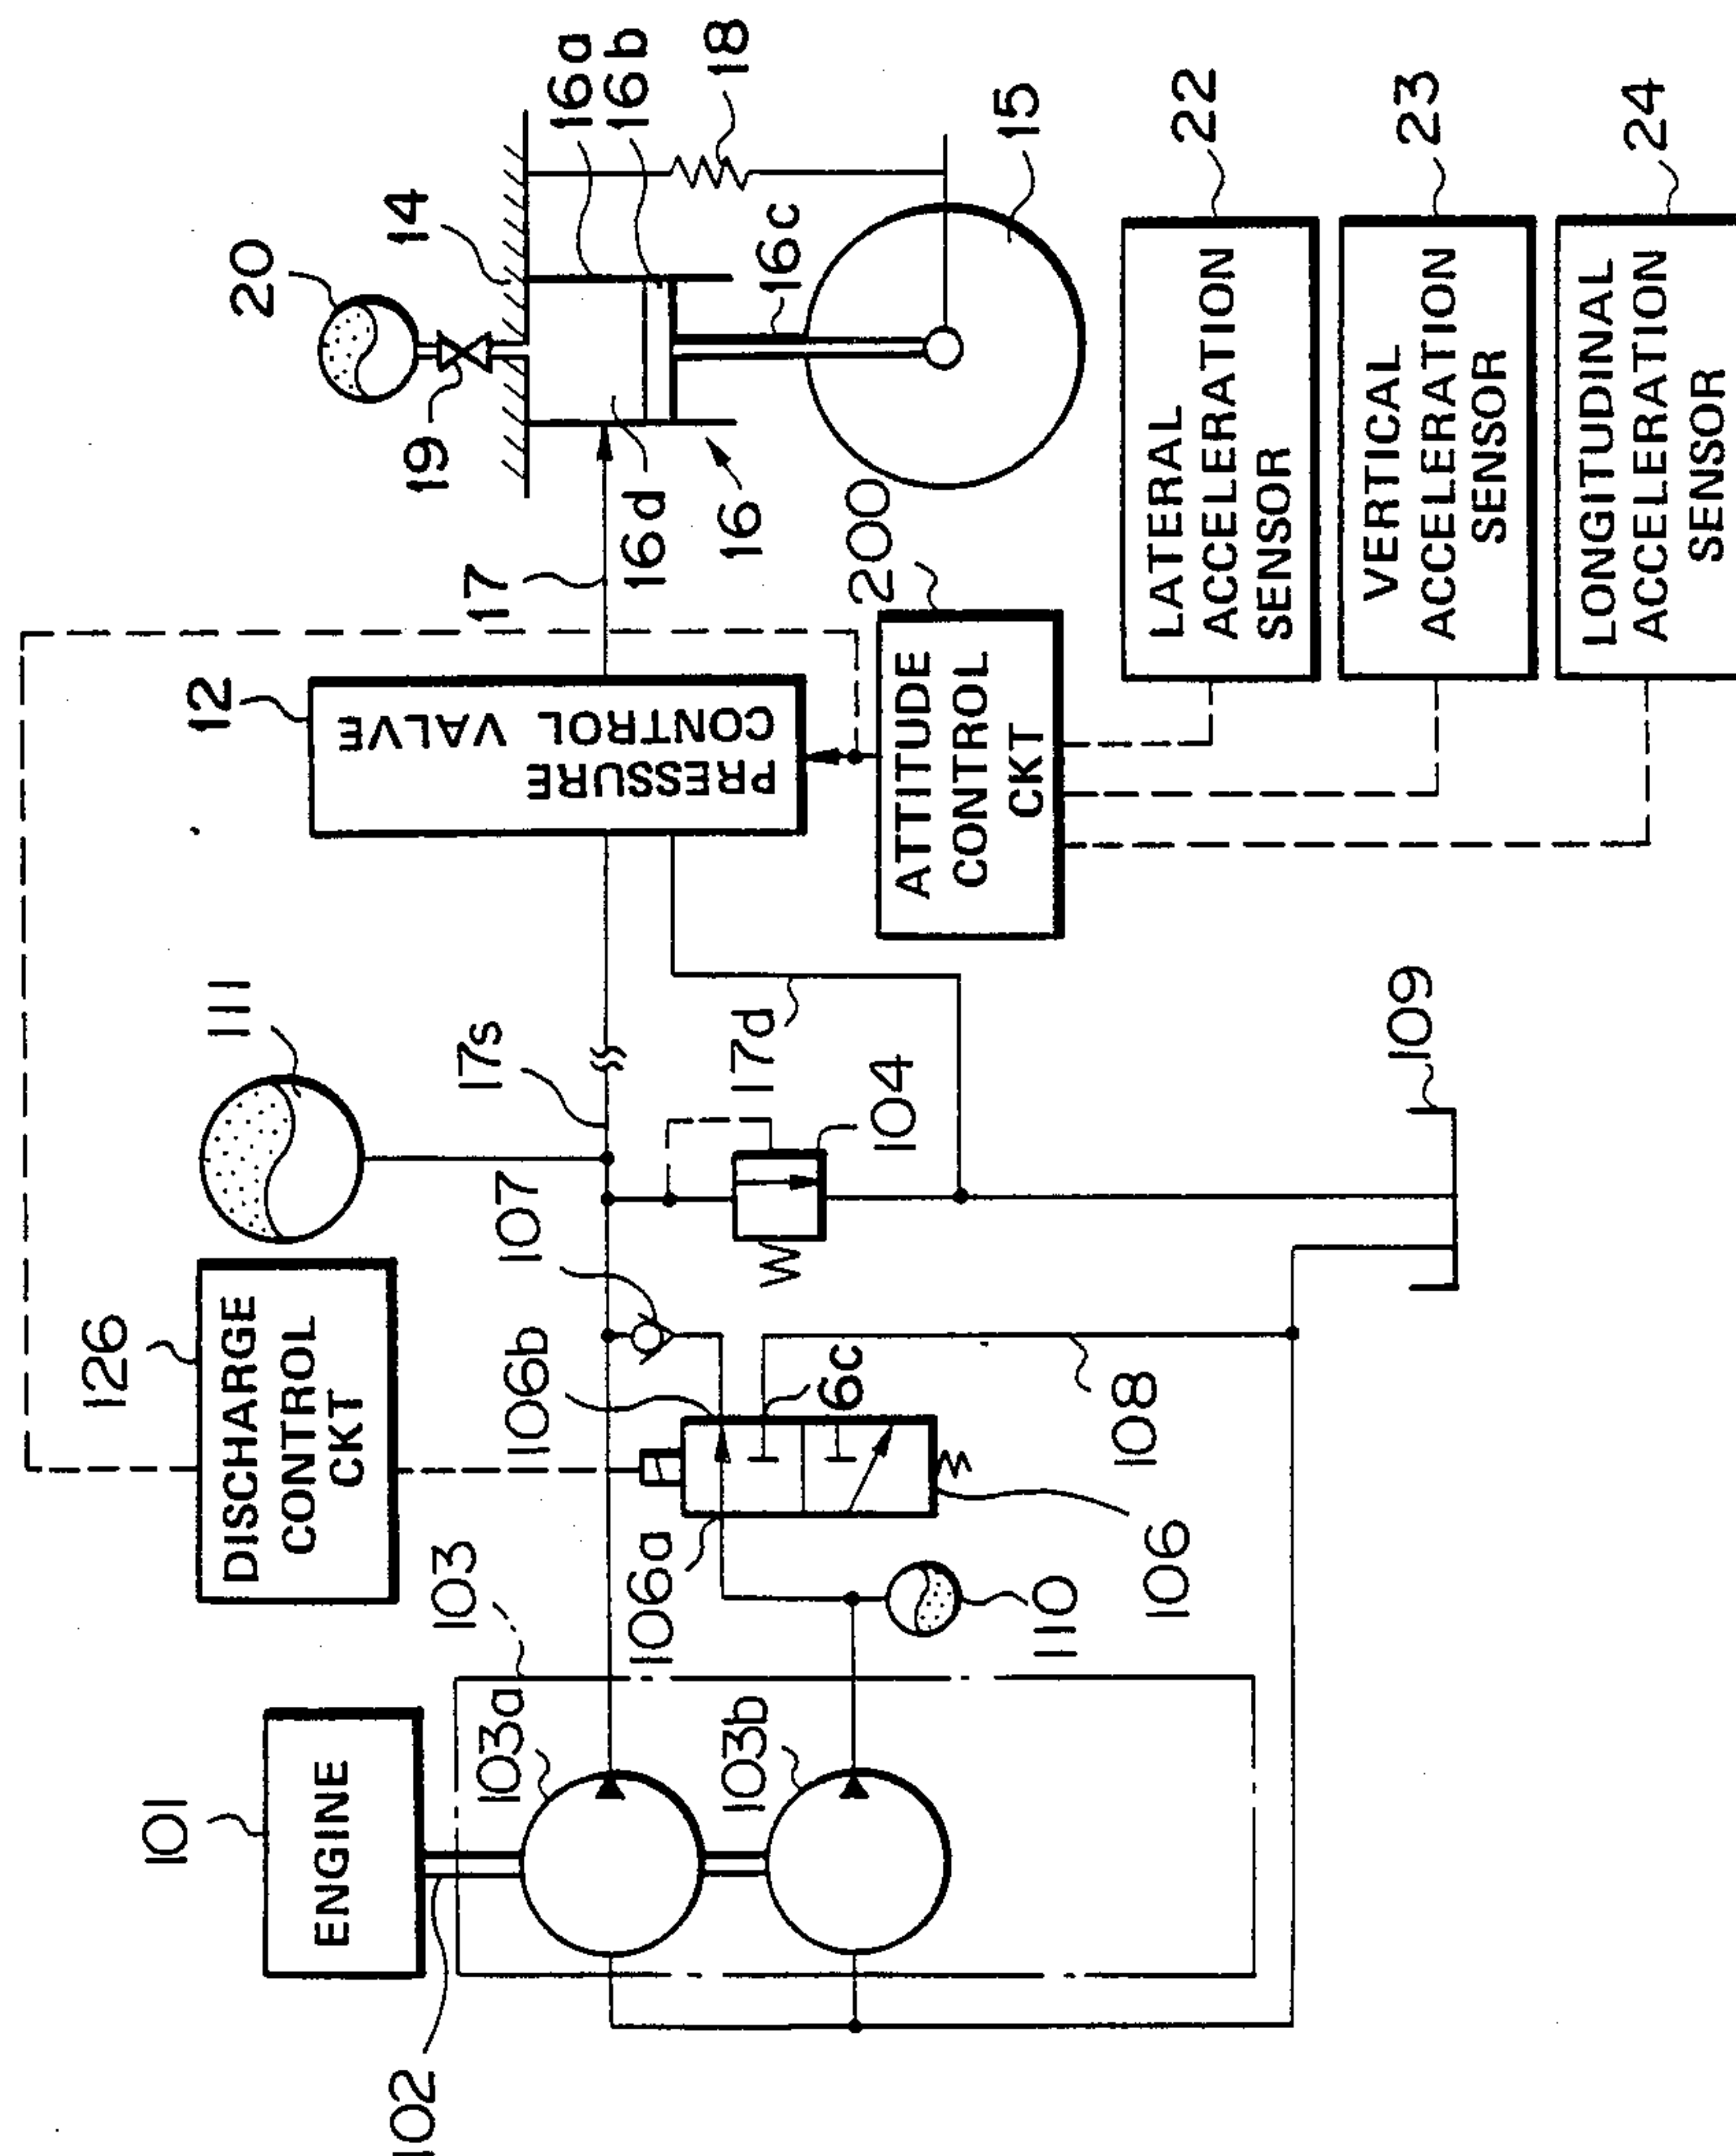 101
ENGINE
102
103
103a
103b
126
DISCHARGE
CONTROL
CKT
106a
106b
6c
106
107
108
110
111
17s
17d
104
109
12
PRESSURE
CONTROL VALVE
17
200
ATTITUDE
CONTROL
CKT
20
19
14
16a
16b
16c
16d
16
18
15
LATERAL
ACCELERATION
SENSOR
22
VERTICAL
ACCELERATION
SENSOR
23
LONGITUDINAL
ACCELERATION
SENSOR
24